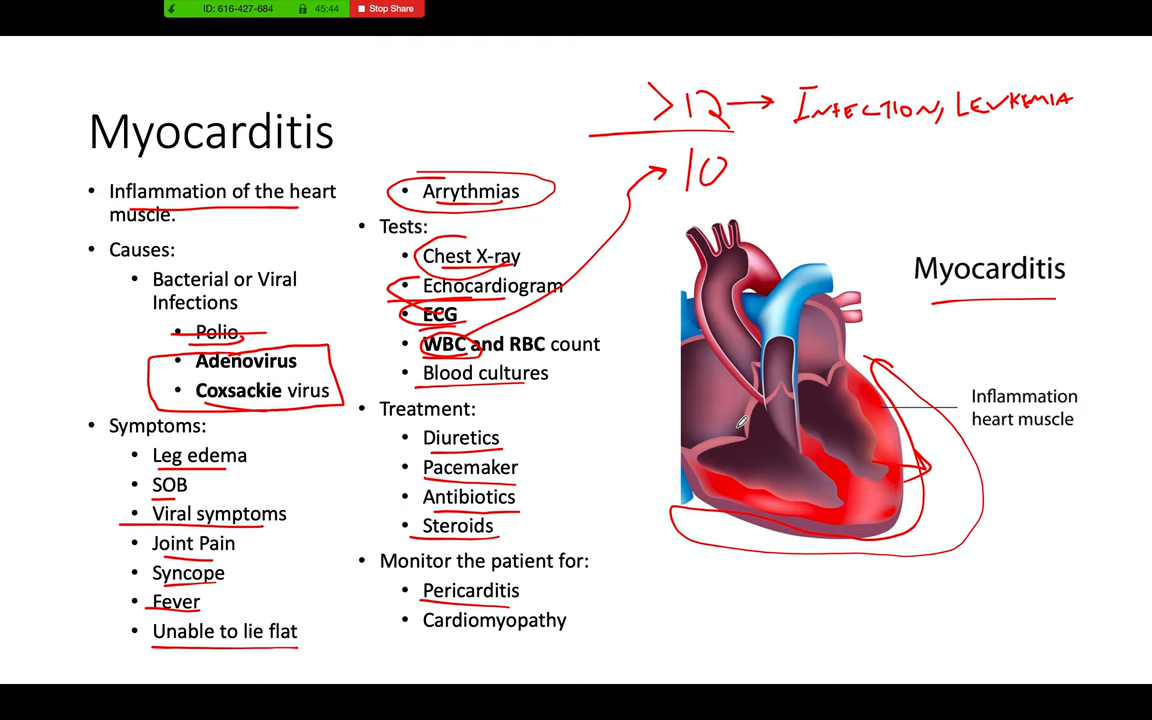 ID: 616-427-684 45:44 Stop Share
Myocarditis
• Inflammation of the heart
muscle.
• Causes:
• Bacterial or Viral
Infections
• Polio
• Adenovirus
• Coxsackie virus
• Symptoms:
• Leg edema
• SOB
• Viral symptoms
• Joint Pain
• Syncope
• Fever
• Unable to lie flat
• Arrythmias
• Tests:
• Chest X-ray
• Echocardiogram
• ECG
• WBC and RBC count
• Blood cultures
• Treatment:
• Diuretics
• Pacemaker
• Antibiotics
• Steroids
• Monitor the patient for:
• Pericarditis
• Cardiomyopathy
>12 → INFECTION, LEUKEMIA
10
Myocarditis
Inflammation
heart muscle